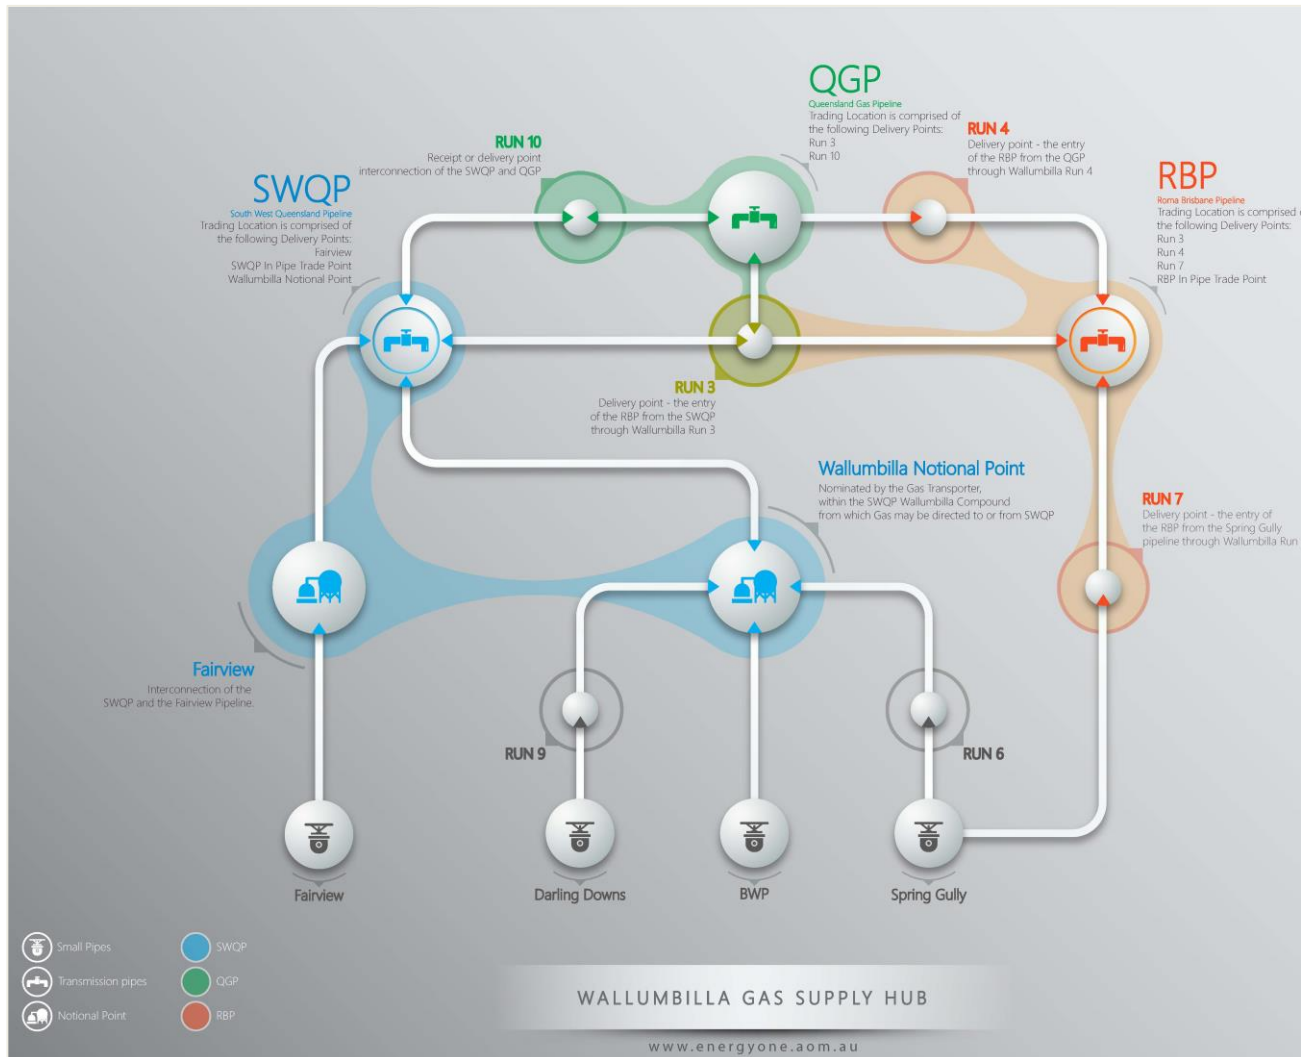 QGP
Queensland Gas Pipeline
Trading Location is comprised of
the following Delivery Points:
Run 3
Run 10
RUN 10
Receipt or delivery point
interconnection of the SWQP and QGP
RUN 4
Delivery point - the entry
of the RBP from the QGP
through Wallumbilla Run 4
SWQP
South West Queensland Pipeline
Trading Location is comprised of
the following Delivery Points:
Fairview
SWQP In Pipe Trade Point
Wallumbilla Notional Point
RBP
Roma Brisbane Pipeline
Trading Location is comprised
the following Delivery Points:
Run 3
Run 4
Run 7
RBP In Pipe Trade Point
RUN 3
Delivery point - the entry
of the RBP from the SWQP
through Wallumbilla Run 3
Wallumbilla Notional Point
Nominated by the Gas Transporter,
within the SWQP Wallumbilla Compound
from which Gas may be directed to or from SWQP
RUN 7
Delivery point - the entry of
the RBP from the Spring Gully
pipeline through Wallumbilla Run
Fairview
Interconnection of the
SWQP and the Fairview Pipeline.
RUN 9
RUN 6
Fairview
Darling Downs
BWP
Spring Gully
Small Pipes
SWQP
Transmission pipes
QGP
Notional Point
RBP
WALLUMBILLA GAS SUPPLY HUB
www.energyone.aom.au